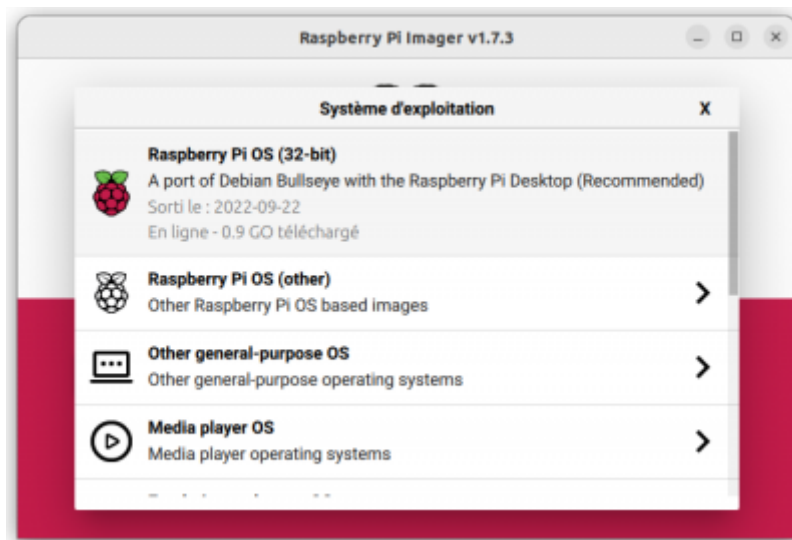 Raspberry Pi Imager v1.7.3
Système d'exploitation
X
Raspberry Pi OS (32-bit)
A port of Debian Bullseye with the Raspberry Pi Desktop (Recommended)
Sorti le : 2022-09-22
En ligne - 0.9 GO téléchargé
Raspberry Pi OS (other)
Other Raspberry Pi OS based images
Other general-purpose OS
Other general-purpose operating systems
Media player OS
Media player operating systems